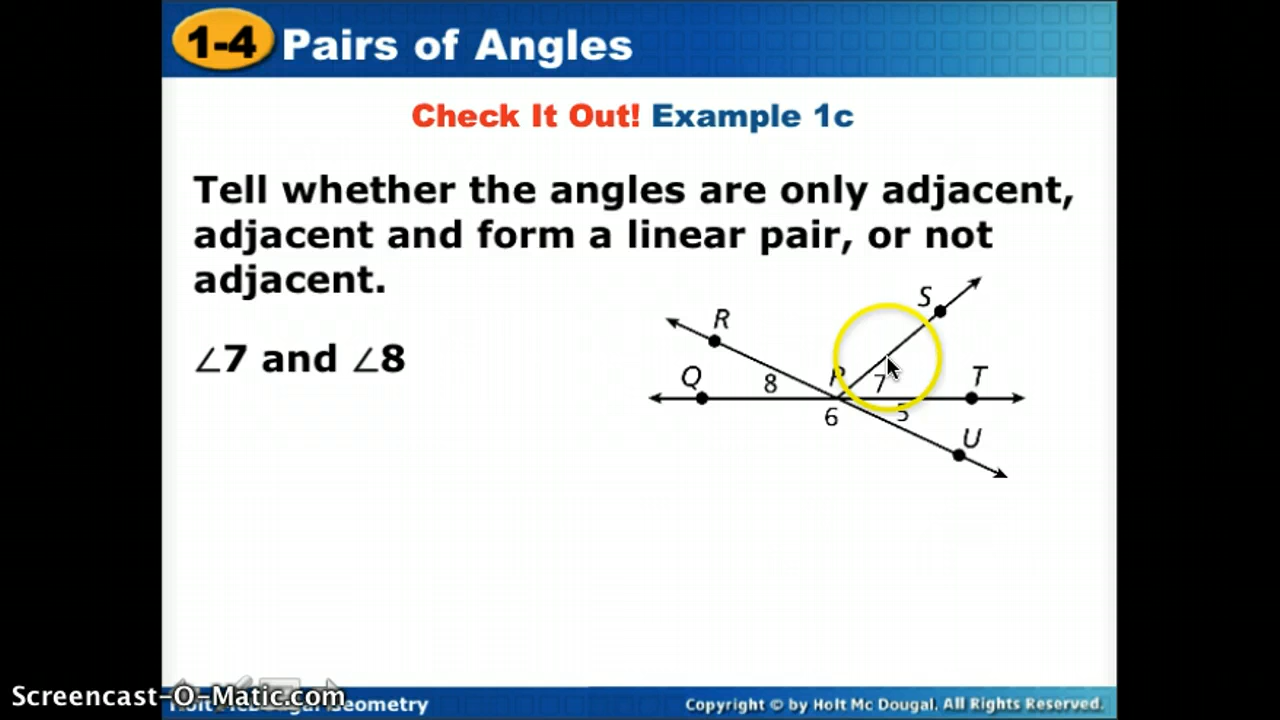 1-4 Pairs of Angles
Check It Out! Example 1c
Tell whether the angles are only adjacent,
adjacent and form a linear pair, or not
adjacent.
∠7 and ∠8
S
R
Q
8
P
7
T
6
5
U
Screencast-O-Matic.com
Geometry
Copyright © by Holt Mc Dougal. All Rights Reserved.